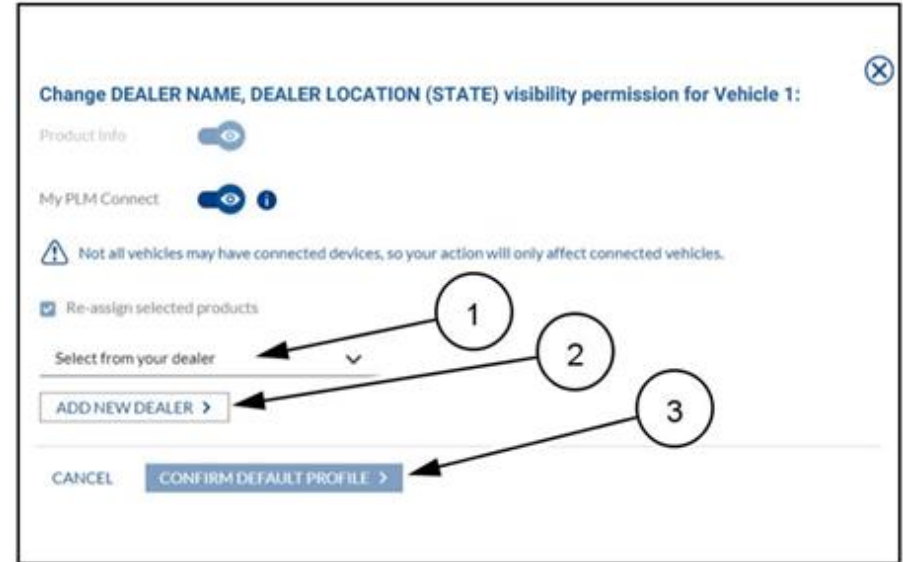 Change DEALER NAME, DEALER LOCATION (STATE) visibility permission for Vehicle 1:
Product Info
My PLM Connect i
! Not all vehicles may have connected devices, so your action will only affect connected vehicles.
Re-assign selected products
1
Select from your dealer
2
ADD NEW DEALER >
3
CANCEL CONFIRM DEFAULT PROFILE >